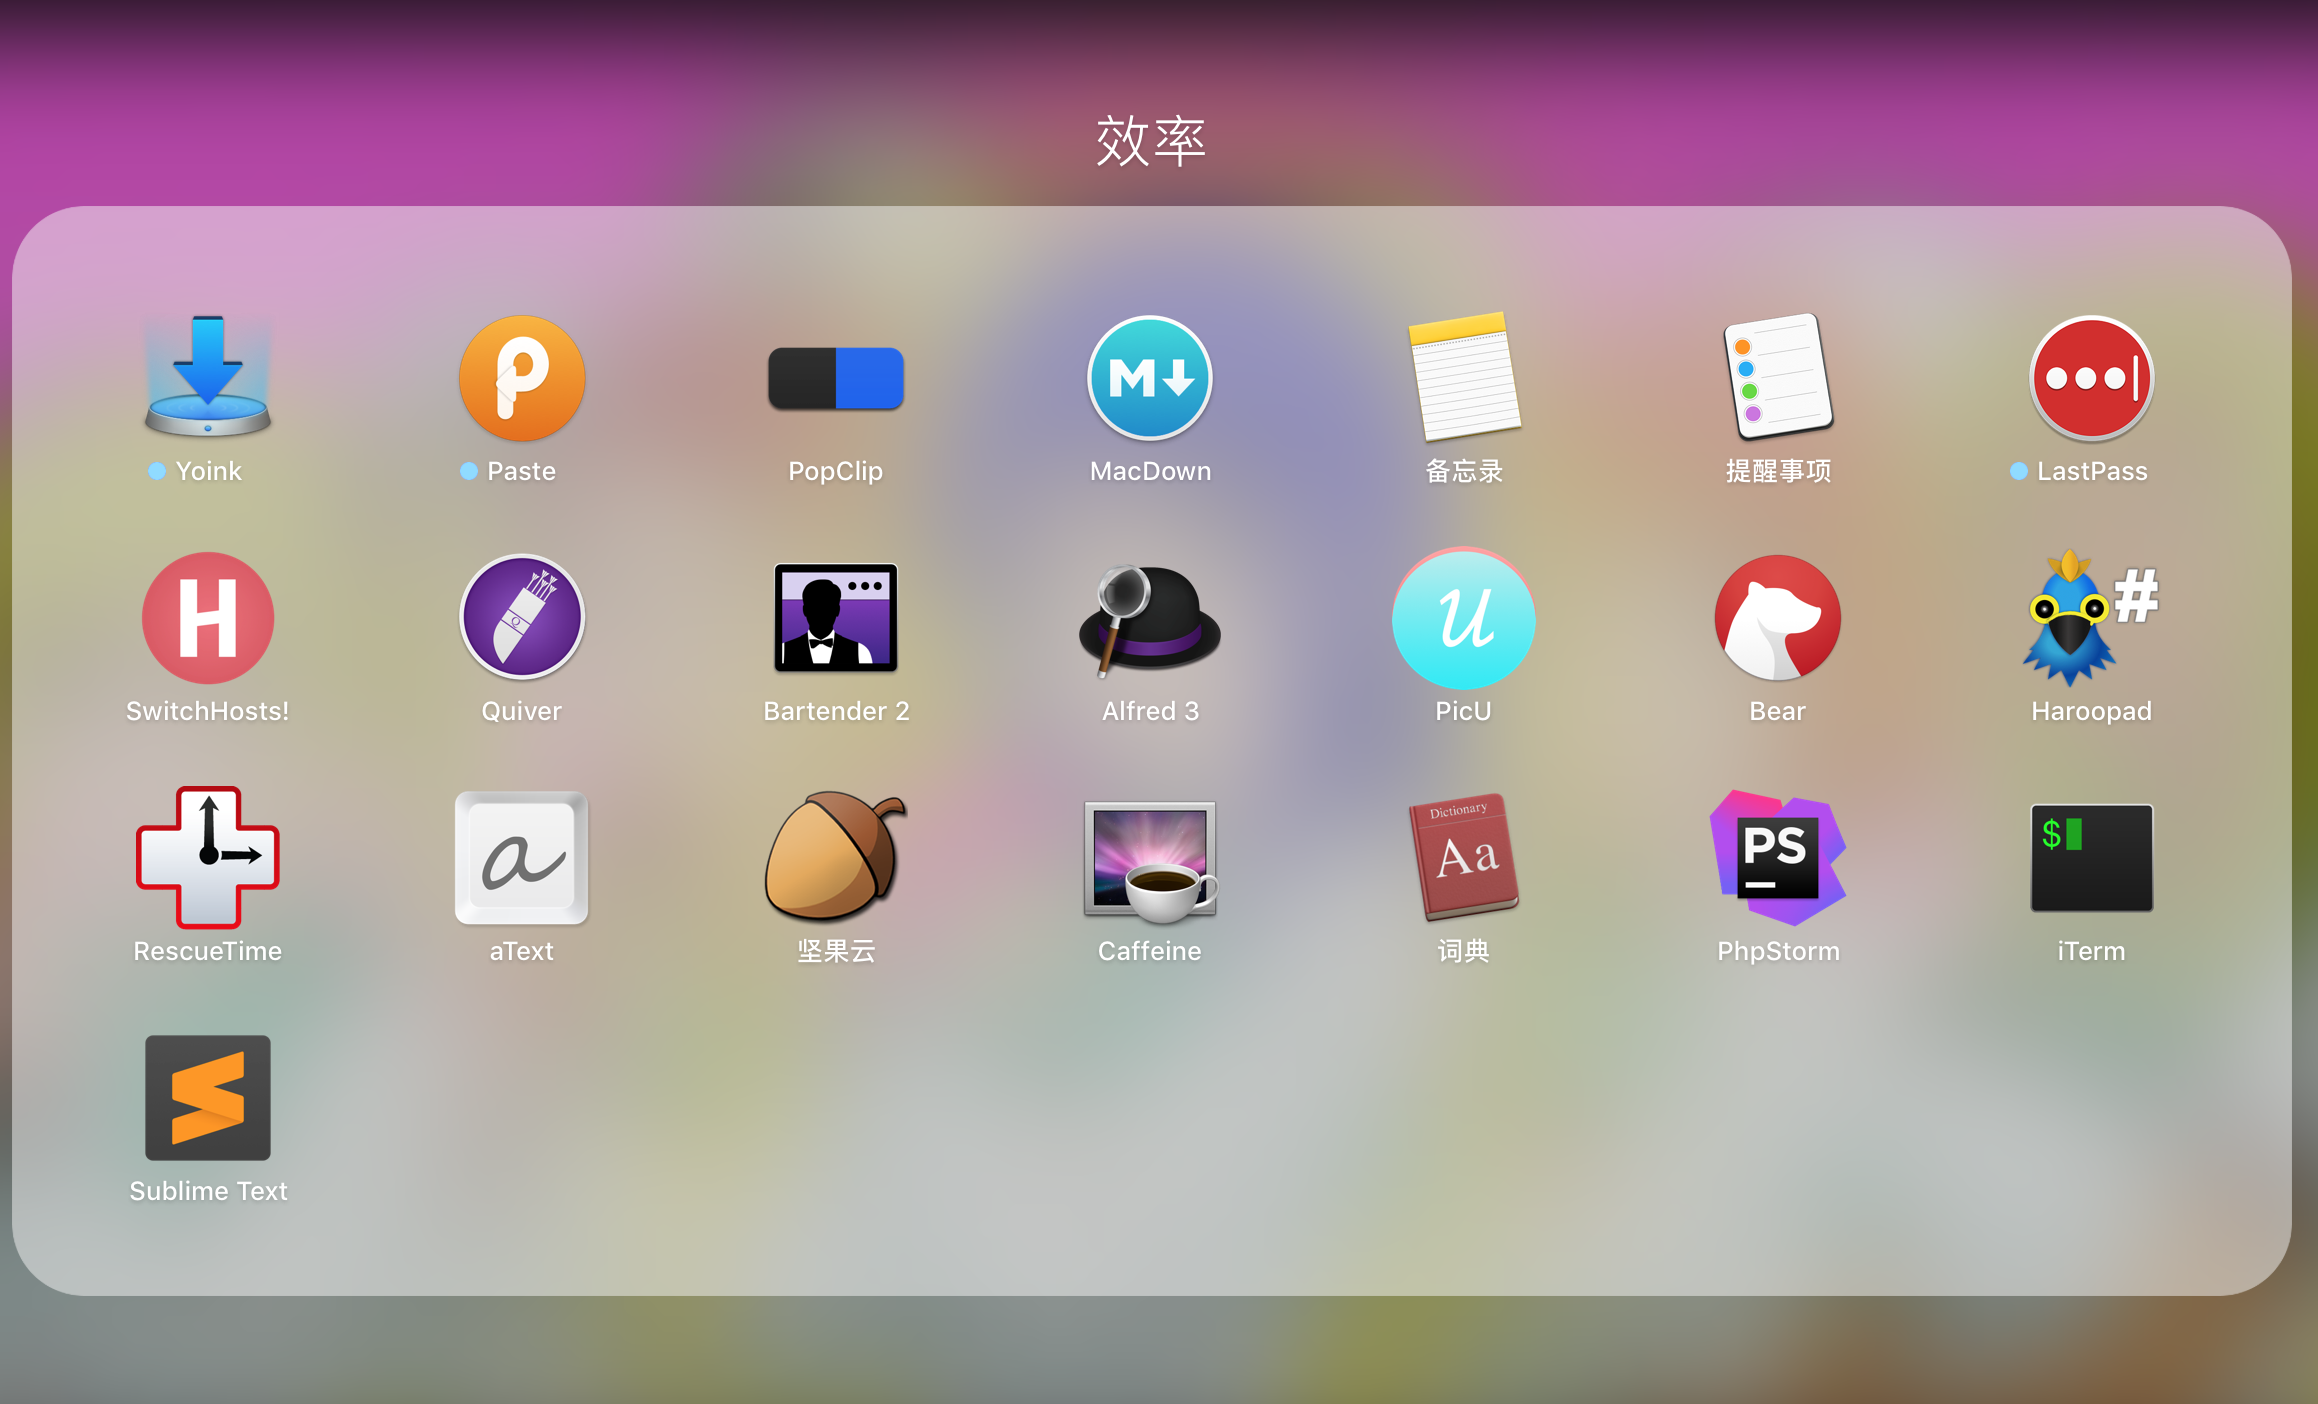 效率
Yoink
Paste
PopClip
M
MacDown
备忘录
提醒事项
LastPass
H
SwitchHosts!
Quiver
Bartender 2
Alfred 3
U
PicU
Bear
#
Haroopad
RescueTime
a
aText
坚果云
Caffeine
Dictionary
Aa
词典
PS
PhpStorm
$
iTerm
Sublime Text